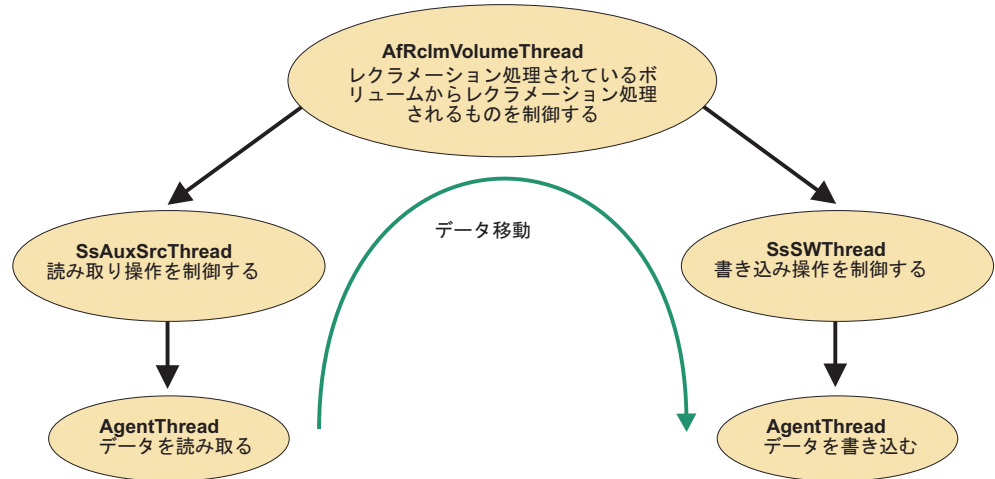 AfRclmVolumeThread
レクラメーション処理されているボ
リュームからレクラメーション処理
されるものを制御する
データ移動
SsAuxSrcThread
読み取り操作を制御する
SsSWThread
書き込み操作を制御する
AgentThread
データを読み取る
AgentThread
データを書き込む